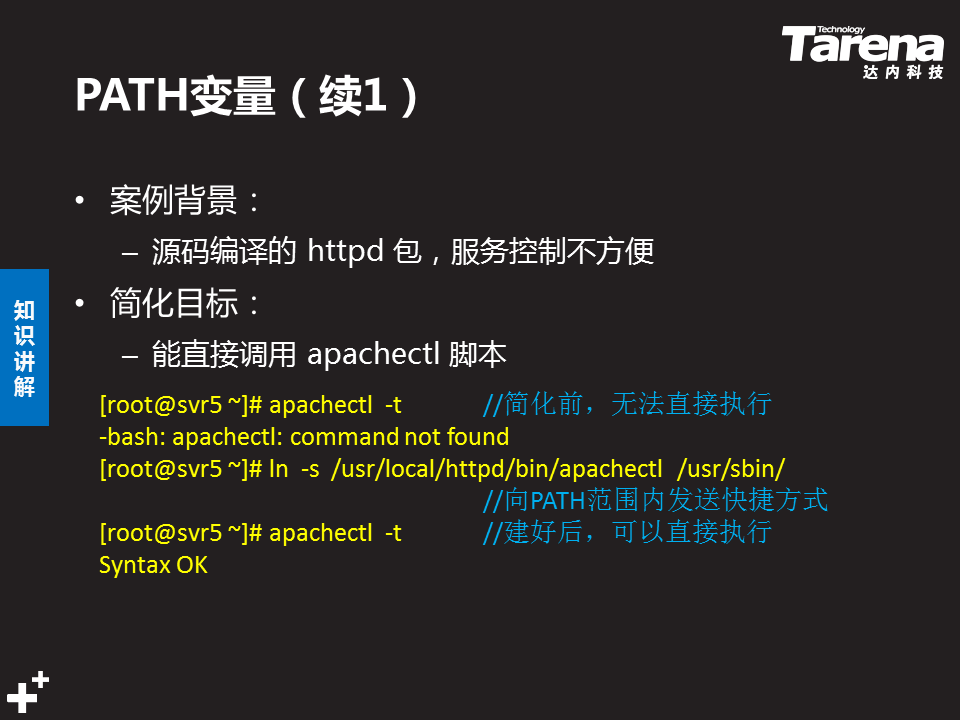 Technology
Tarena
达内科技
PATH变量（续1）
• 案例背景：
– 源码编译的 httpd 包，服务控制不方便
• 简化目标：
– 能直接调用 apachectl 脚本
知识讲解
[root@svr5 ~]# apachectl -t //简化前，无法直接执行
-bash: apachectl: command not found
[root@svr5 ~]# ln -s /usr/local/httpd/bin/apachectl /usr/sbin/
//向PATH范围内发送快捷方式
[root@svr5 ~]# apachectl -t //建好后，可以直接执行
Syntax OK